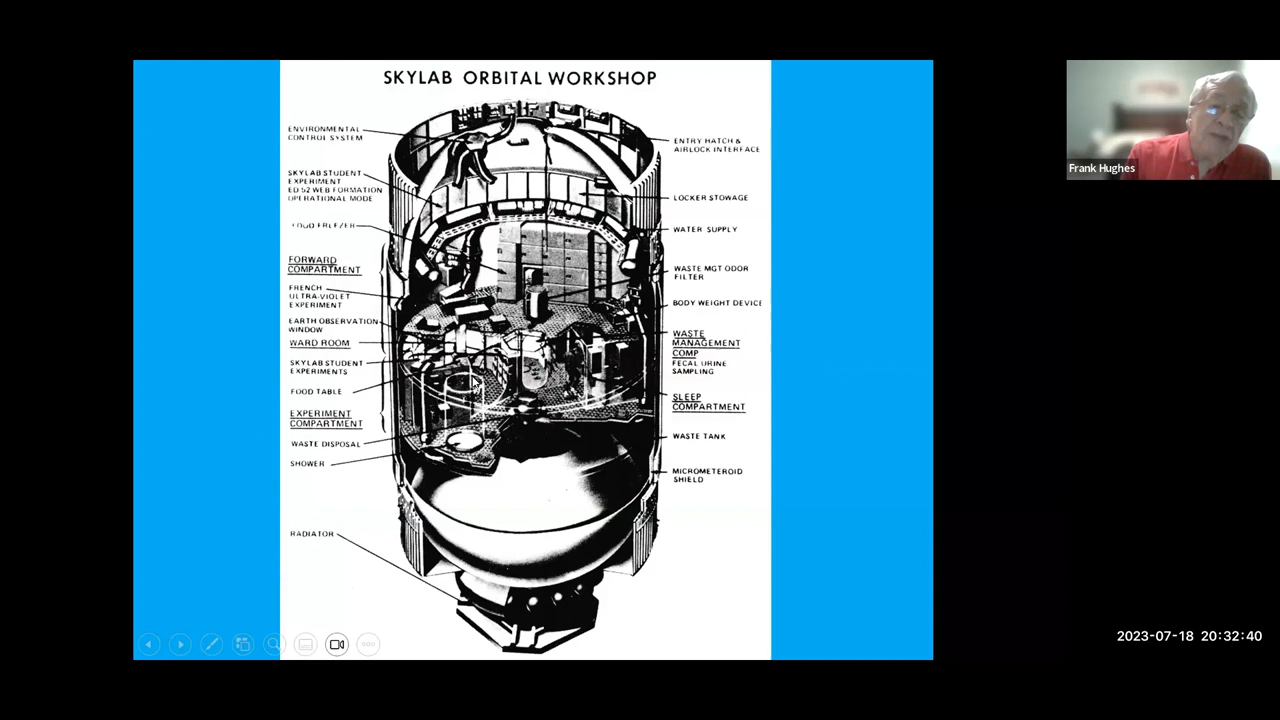 SKYLAB ORBITAL WORKSHOP
ENVIRONMENTAL
CONTROL SYSTEM
SKYLAB STUDENT
EXPERIMENT
ED 52 WEB FORMATION
OPERATIONAL MODE
FOOD FREEZER
FORWARD
COMPARTMENT
FRENCH
ULTRA-VIOLET
EXPERIMENT
EARTH OBSERVATION
WINDOW
WARD ROOM
SKYLAB STUDENT
EXPERIMENTS
FOOD TABLE
EXPERIMENT
COMPARTMENT
WASTE DISPOSAL
SHOWER
RADIATOR
ENTRY HATCH &
AIRLOCK INTERFACE
LOCKER STOWAGE
WATER SUPPLY
WASTE MGT ODOR
FILTER
BODY WEIGHT DEVICE
WASTE
MANAGEMENT
COMP
FECAL URINE
SAMPLING
SLEEP
COMPARTMENT
WASTE TANK
MICROMETEROID
SHIELD
Frank Hughes
2023-07-18 20:32:40